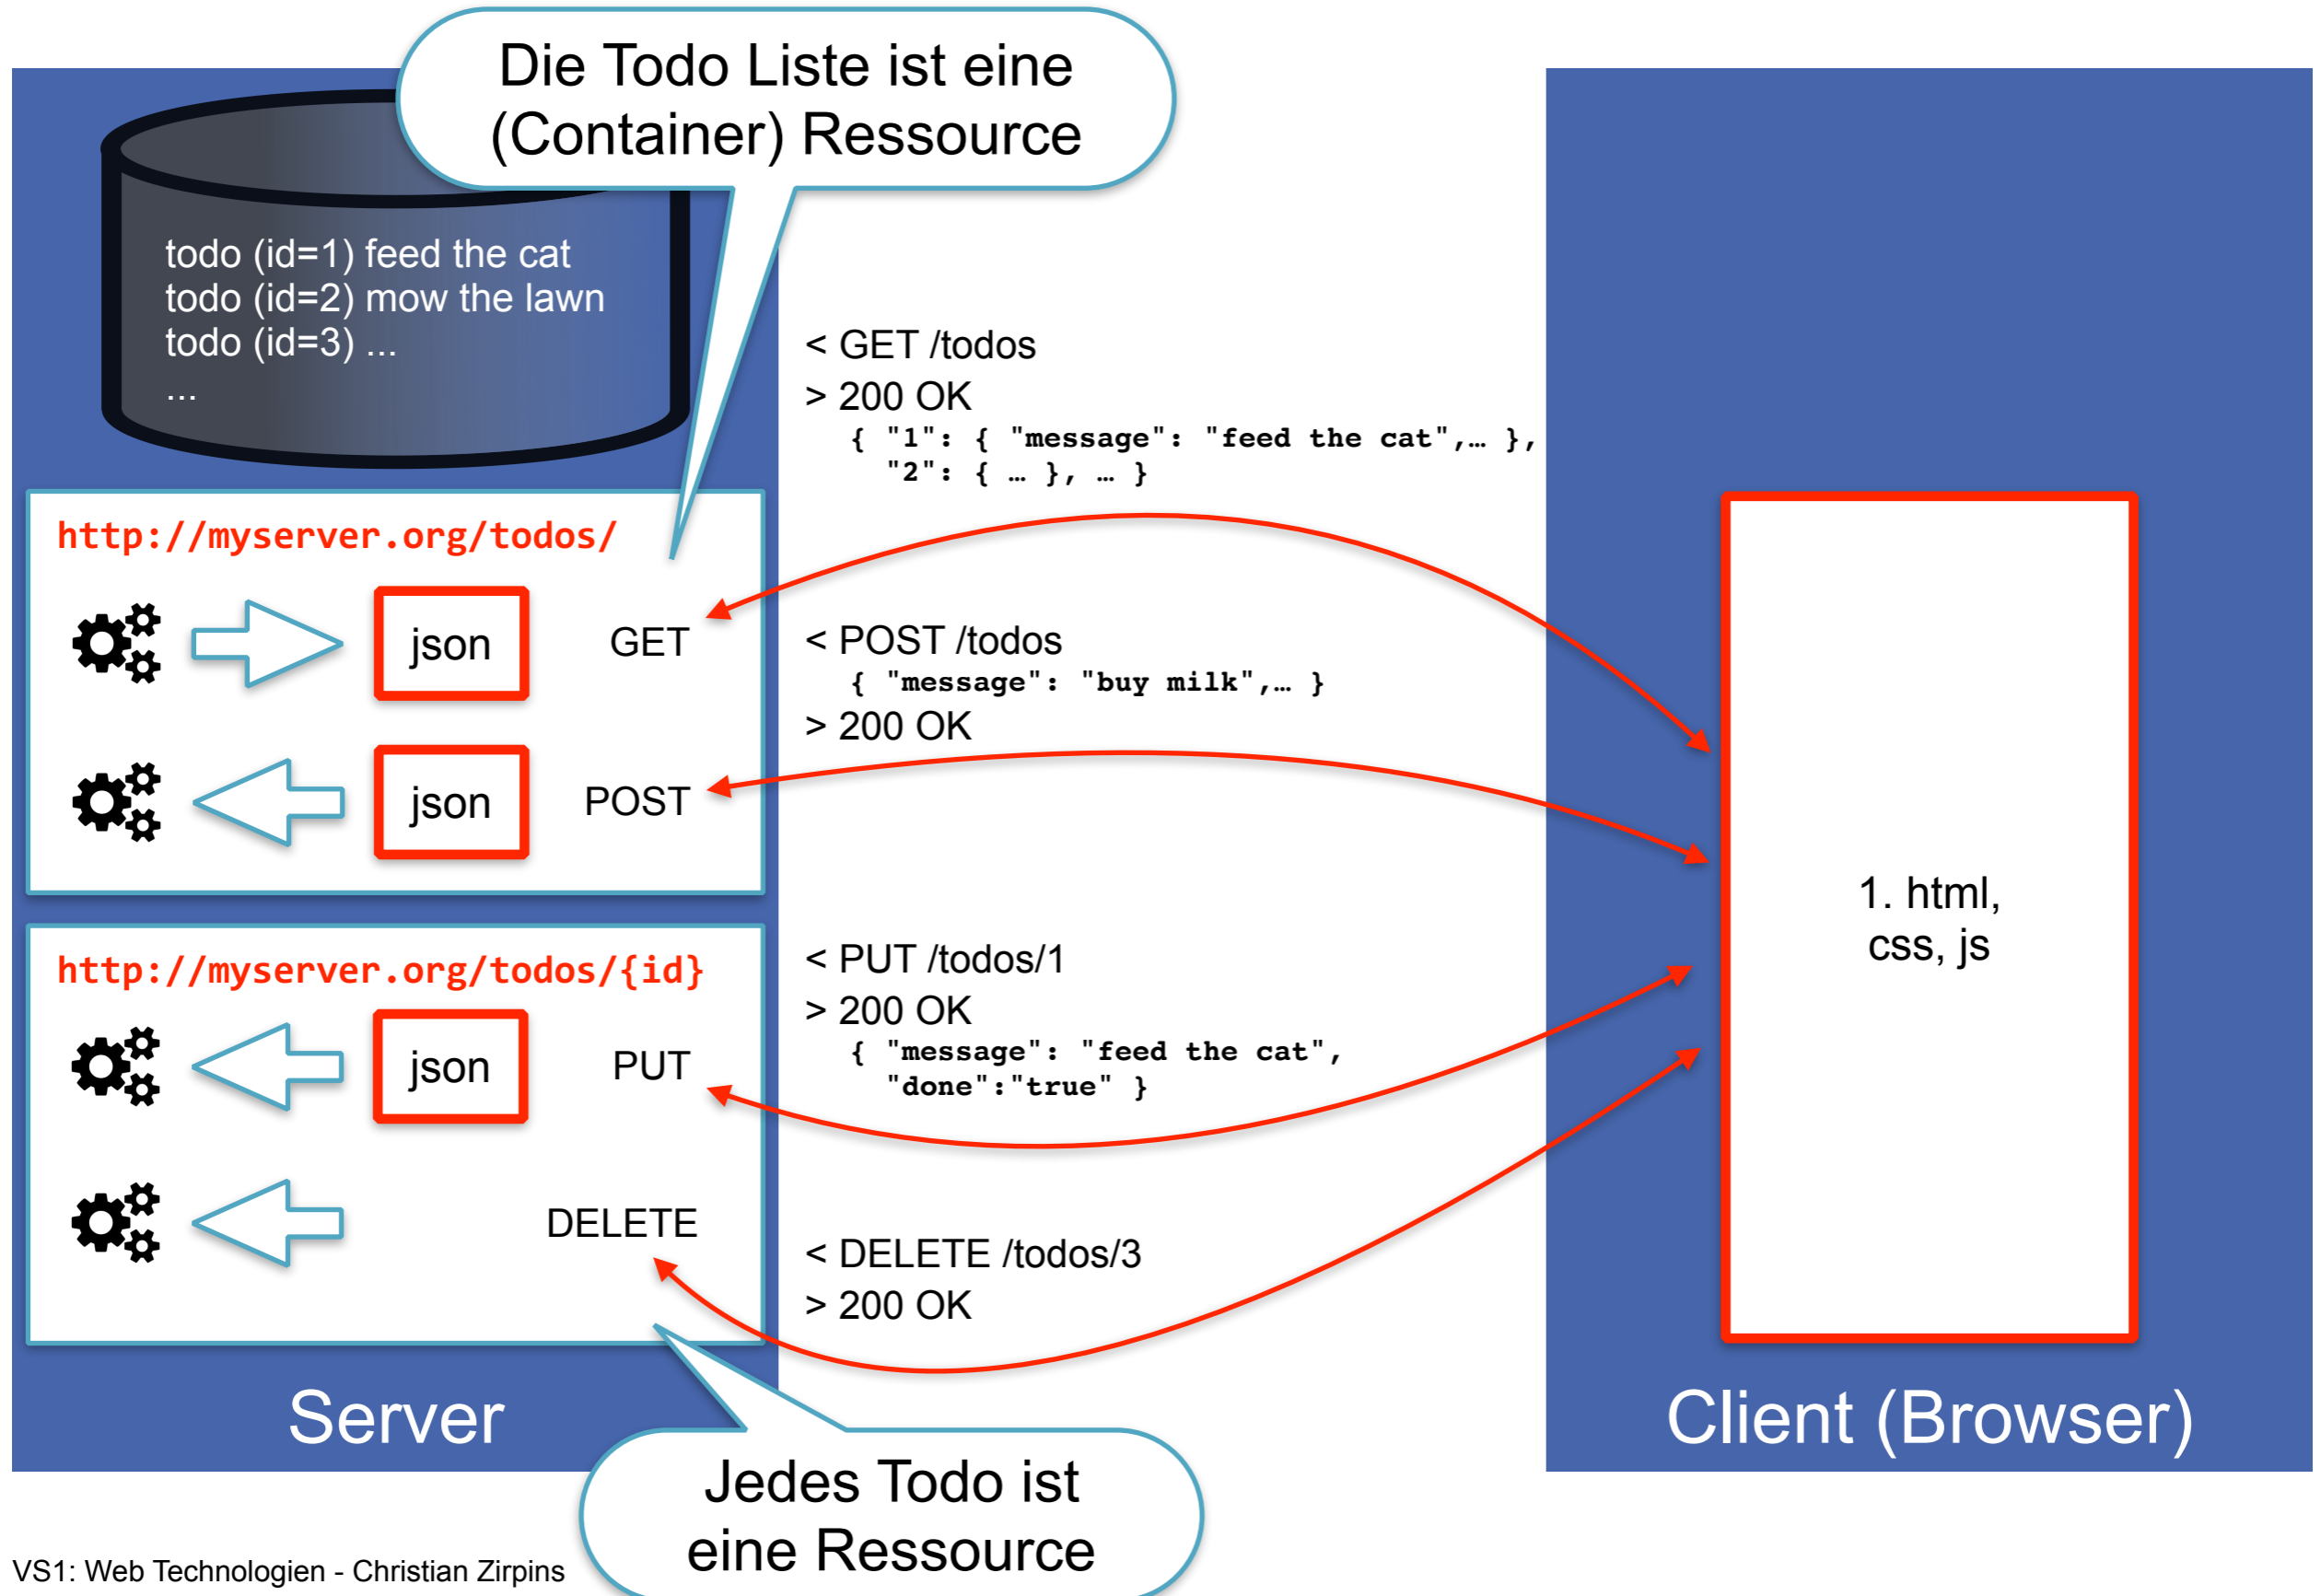 Die Todo Liste ist eine
(Container) Ressource
todo (id=1) feed the cat
todo (id=2) mow the lawn
todo (id=3) ...
...
http://myserver.org/todos/
json
GET
json
POST
http://myserver.org/todos/{id}
json
PUT
DELETE
Server
< GET /todos
> 200 OK
{ "1": { "message": "feed the cat",… },
"2": { … }, … }
< POST /todos
{ "message": "buy milk",… }
> 200 OK
< PUT /todos/1
> 200 OK
{ "message": "feed the cat",
"done":"true" }
< DELETE /todos/3
> 200 OK
1. html,
css, js
Client (Browser)
Jedes Todo ist
eine Ressource
VS1: Web Technologien - Christian Zirpins